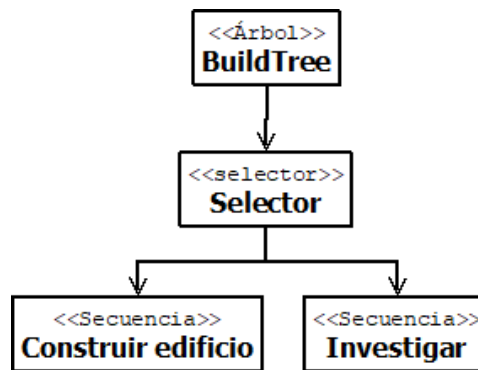 <<Árbol>>
BuildTree
<<selector>>
Selector
<<Secuencia>>
Construir edificio
<<Secuencia>>
Investigar